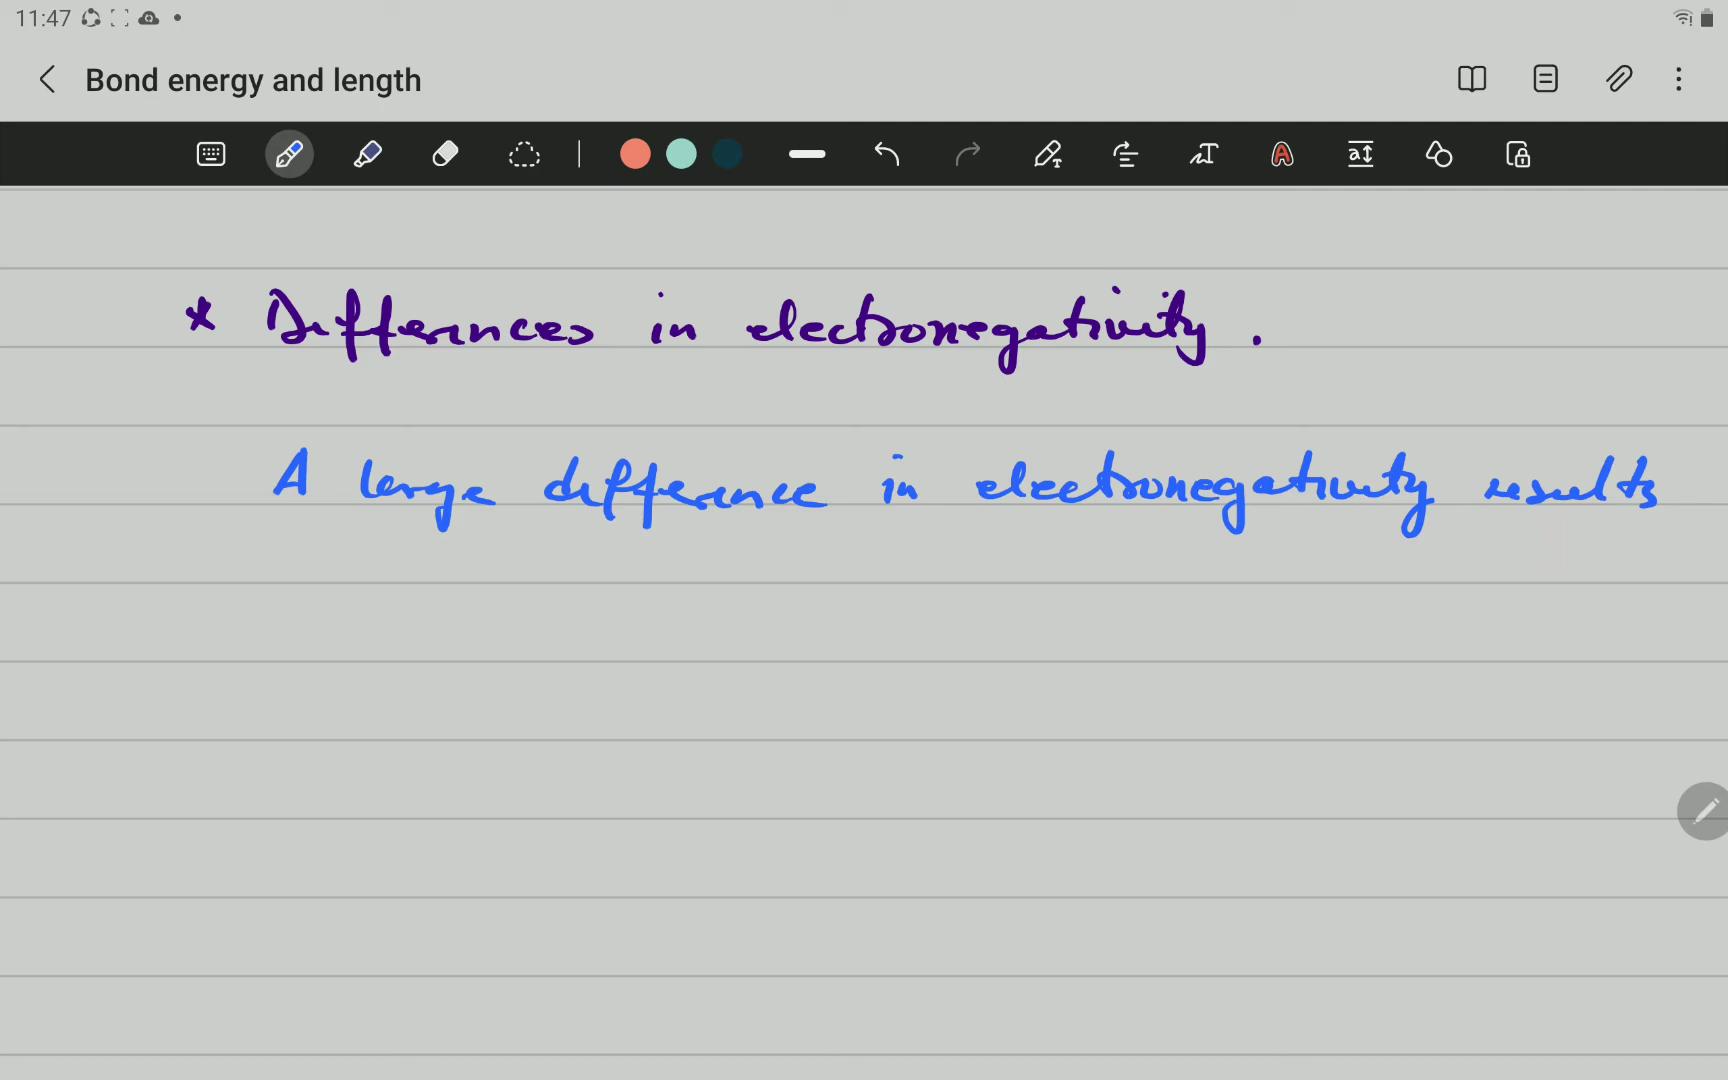 11:47
Bond energy and length
* Differences in electronegativity.
A large difference in electronegativity results